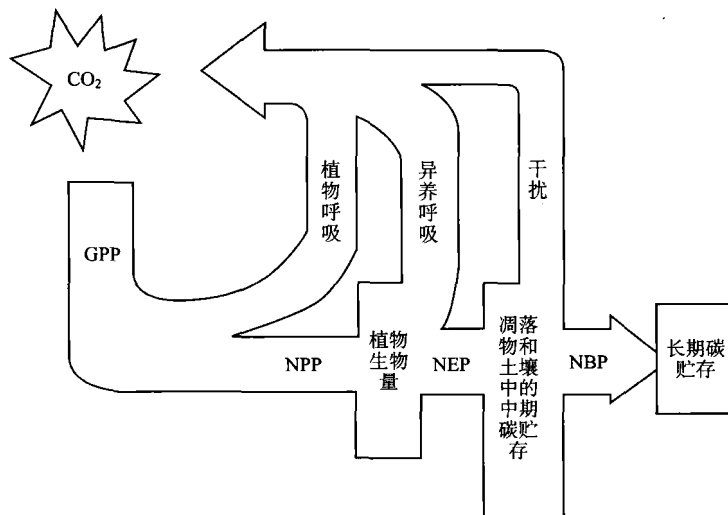 CO₂
植物呼吸
异养呼吸
干扰
GPP
NPP
植物
生物
量
NEP
凋落
物和
土壤
中的
中期
碳贮
存
NBP
长期碳
贮存